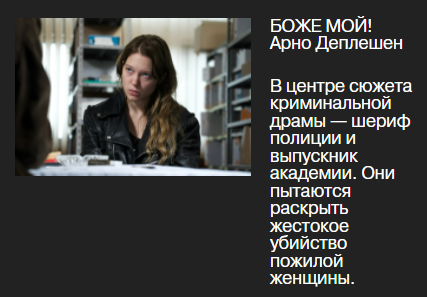 БОЖЕ МОЙ!
Арно Деплешен
В центре сюжета
криминальной
драмы — шериф
полиции и
выпускник
академии. Они
пытаются
раскрыть
жестокое
убийство
пожилой
женщины.